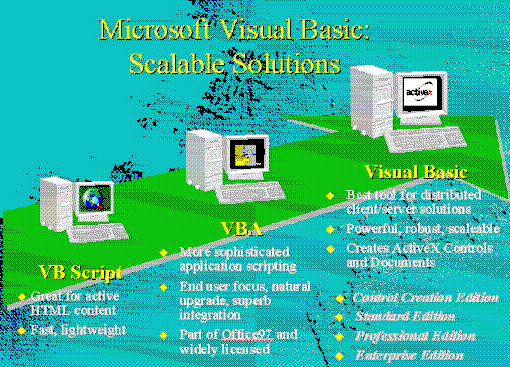 Microsoft Visual Basic:
Scalable Solutions
activex
Visual Basic
Best tool for distributed
client/server solutions
Powerful, robust, scaleable
Creates ActiveX Controls
and Documents
Control Creation Edition
Standard Edition
Professional Edition
Enterprise Edition
VBA
More sophisticated
application scripting
End user focus, natural
upgrade, superb
integration
Part of Office97 and
widely licensed
VB Script
Great for active
HTML content
Fast, lightweight